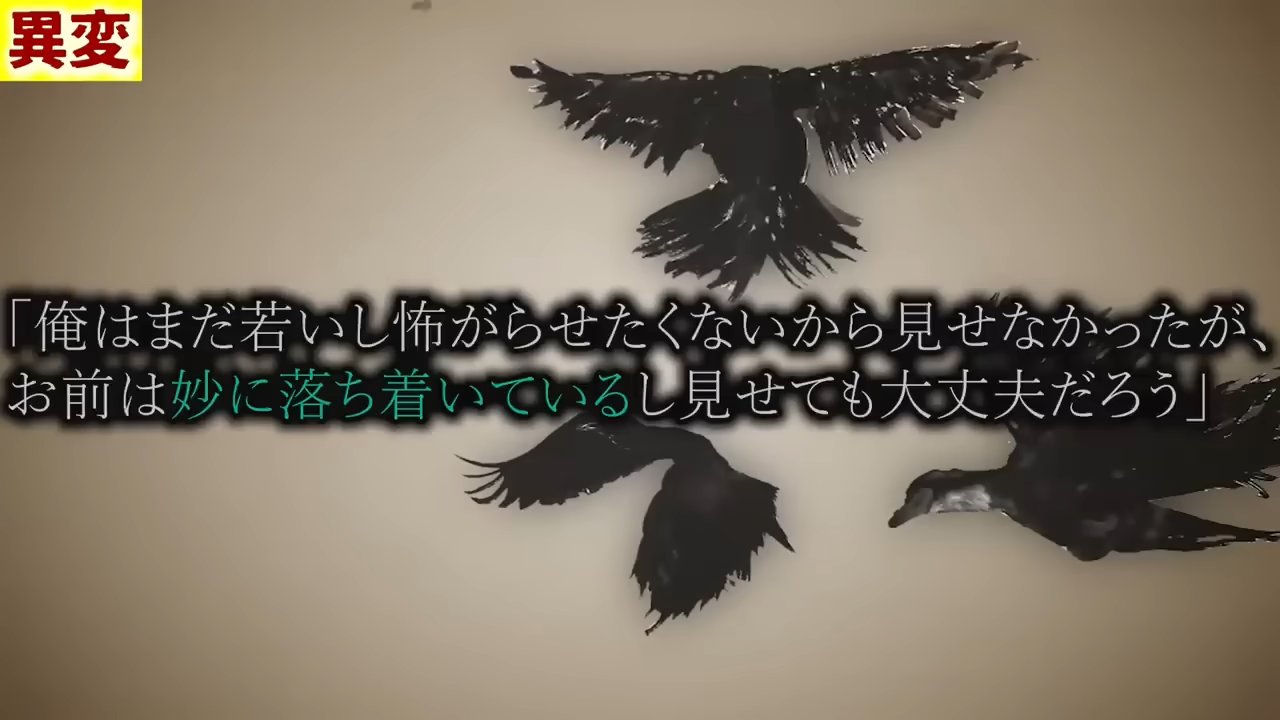 異変
「俺はまだ若いし怖がらせたくないから見せなかったが、
お前は妙に落ち着いているし見せても大丈夫だろう」